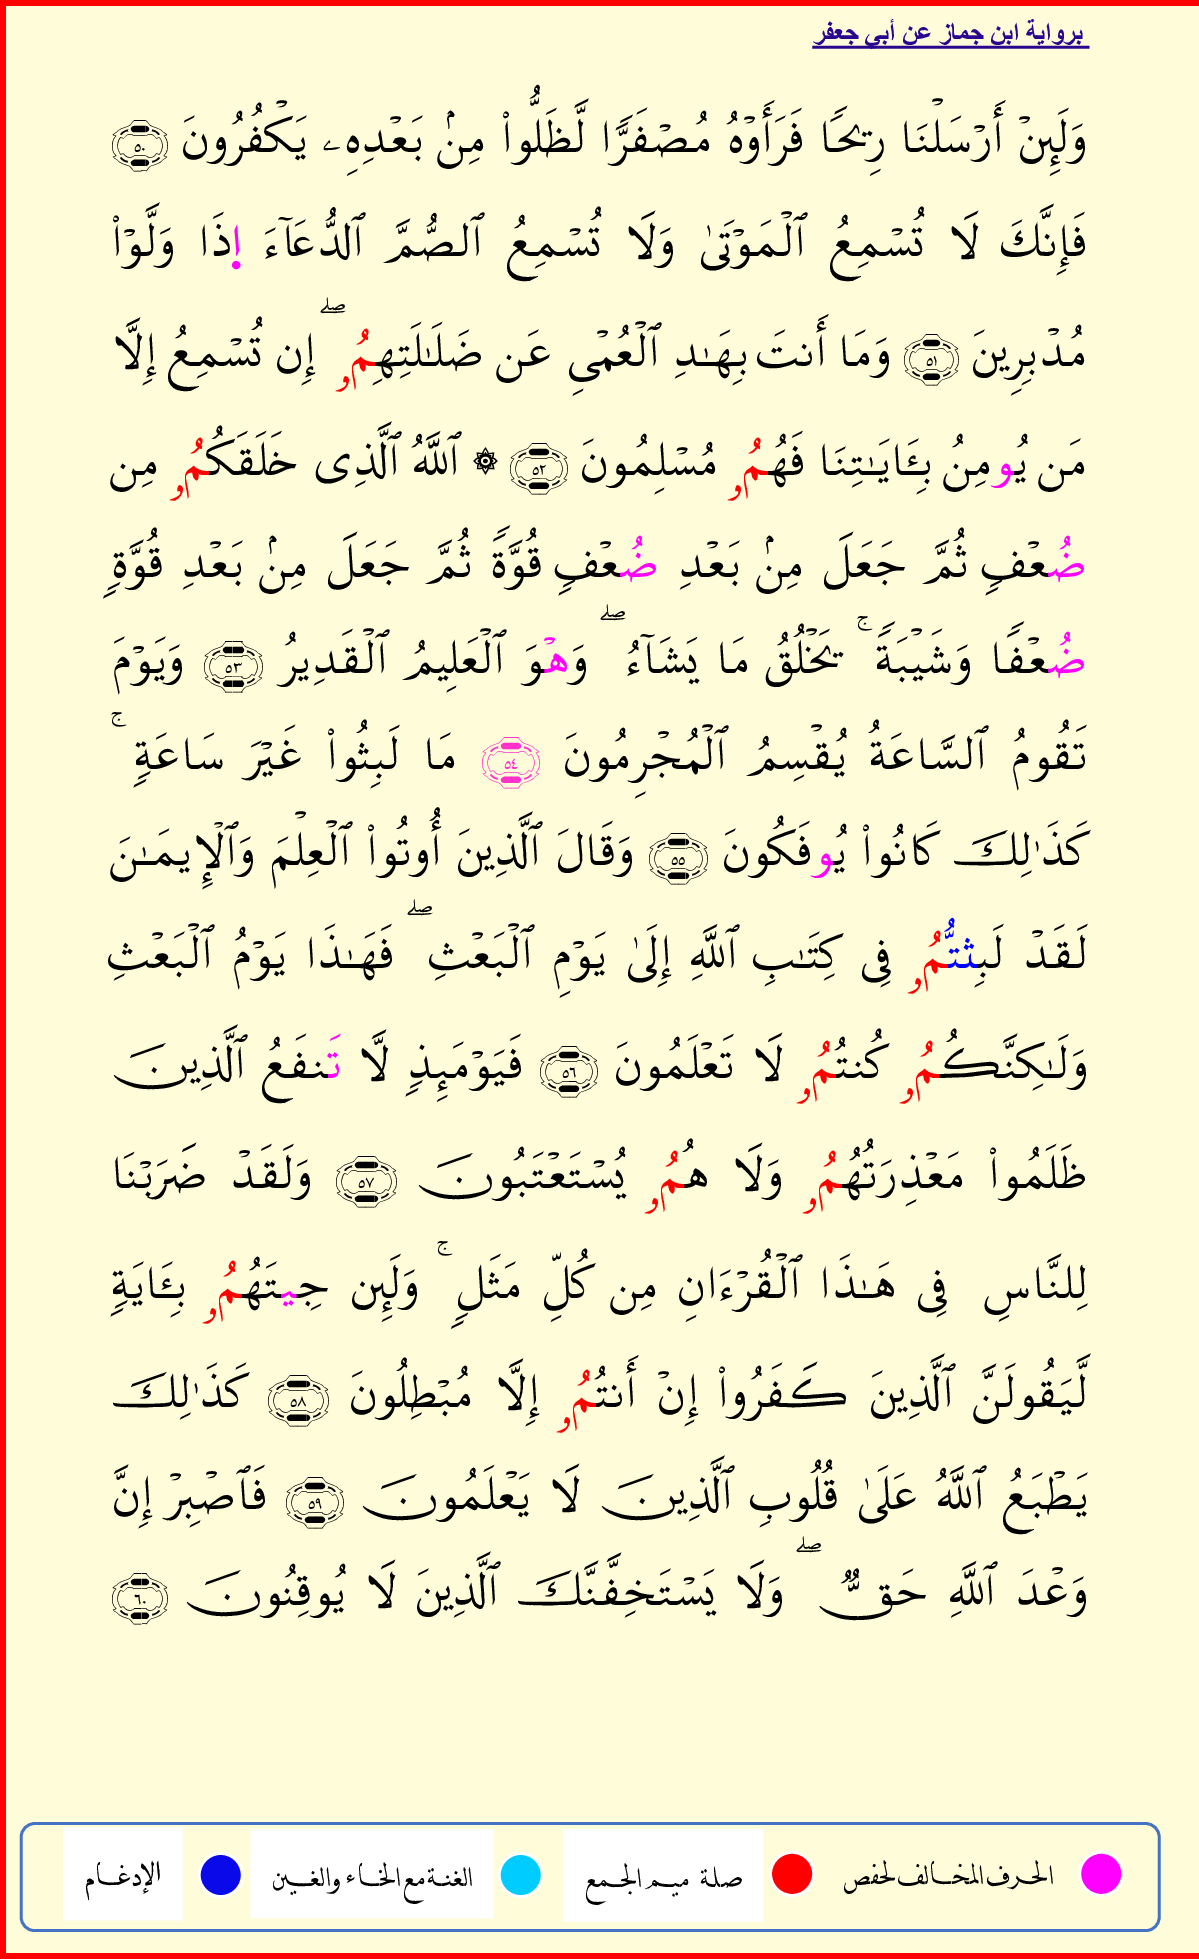 برواية ابن جماز عن أبي جعفر
وَلَئِنۡ أَرۡسَلۡنَا رِيحٗا فَرَأَوۡهُ مُصۡفَرّٗا لَّظَلُّواْ مِنۢ بَعۡدِهِۦ يَكۡفُرُونَ ٥٠
فَإِنَّكَ لَا تُسۡمِعُ ٱلۡمَوۡتَىٰ وَلَا تُسۡمِعُ ٱلصُّمَّ ٱلدُّعَآءَ إِذَا وَلَّوۡاْ
مُدۡبِرِينَ ٥١ وَمَا أَنتَ بِهَٰدِ ٱلۡعُمۡيِ عَن ضَلَٰلَتِهِمُۥۖ إِن تُسۡمِعُ إِلَّا
مَن يُومِنُ بِـَٔايَٰتِنَا فَهُمُۥ مُسۡلِمُونَ ٥٢ ۞ ٱللَّهُ ٱلَّذِي خَلَقَكُمُۥ مِن
ضُعۡفٖ ثُمَّ جَعَلَ مِنۢ بَعۡدِ ضُعۡفٖ قُوَّةٗ ثُمَّ جَعَلَ مِنۢ بَعۡدِ قُوَّةٖ
ضُعۡفٗا وَشَيۡبَةٗۚ يَخۡلُقُ مَا يَشَآءُۖ وَهۡوَ ٱلۡعَلِيمُ ٱلۡقَدِيرُ ٥٣ وَيَوۡمَ
تَقُومُ ٱلسَّاعَةُ يُقۡسِمُ ٱلۡمُجۡرِمُونَ ٥٤ مَا لَبِثُواْ غَيۡرَ سَاعَةٖۚ
كَذَٰلِكَ كَانُواْ يُوفَكُونَ ٥٥ وَقَالَ ٱلَّذِينَ أُوتُواْ ٱلۡعِلۡمَ وَٱلۡإِيمَٰنَ
لَقَدۡ لَبِثتُّمُۥ فِي كِتَٰبِ ٱللَّهِ إِلَىٰ يَوۡمِ ٱلۡبَعۡثِۖ فَهَٰذَا يَوۡمُ ٱلۡبَعۡثِ
وَلَٰكِنَّكُمُۥ كُنتُمُۥ لَا تَعۡلَمُونَ ٥٦ فَيَوۡمَئِذٖ لَّا تَنفَعُ ٱلَّذِينَ
ظَلَمُواْ مَعۡذِرَتُهُمُۥ وَلَا هُمُۥ يُسۡتَعۡتَبُونَ ٥٧ وَلَقَدۡ ضَرَبۡنَا
لِلنَّاسِ فِي هَٰذَا ٱلۡقُرۡءَانِ مِن كُلِّ مَثَلٖۚ وَلَئِن جِيتَهُمُۥ بِـَٔايَةٖ
لَّيَقُولَنَّ ٱلَّذِينَ كَفَرُواْ إِنۡ أَنتُمُۥ إِلَّا مُبۡطِلُونَ ٥٨ كَذَٰلِكَ
يَطۡبَعُ ٱللَّهُ عَلَىٰ قُلُوبِ ٱلَّذِينَ لَا يَعۡلَمُونَ ٥٩ فَٱصۡبِرۡ إِنَّ
وَعۡدَ ٱللَّهِ حَقّٞۖ وَلَا يَسۡتَخِفَّنَّكَ ٱلَّذِينَ لَا يُوقِنُونَ ٦٠
الحرف المخالف لحفص صلة ميم الجمع الغنة مع الخاء والغين الإدغام